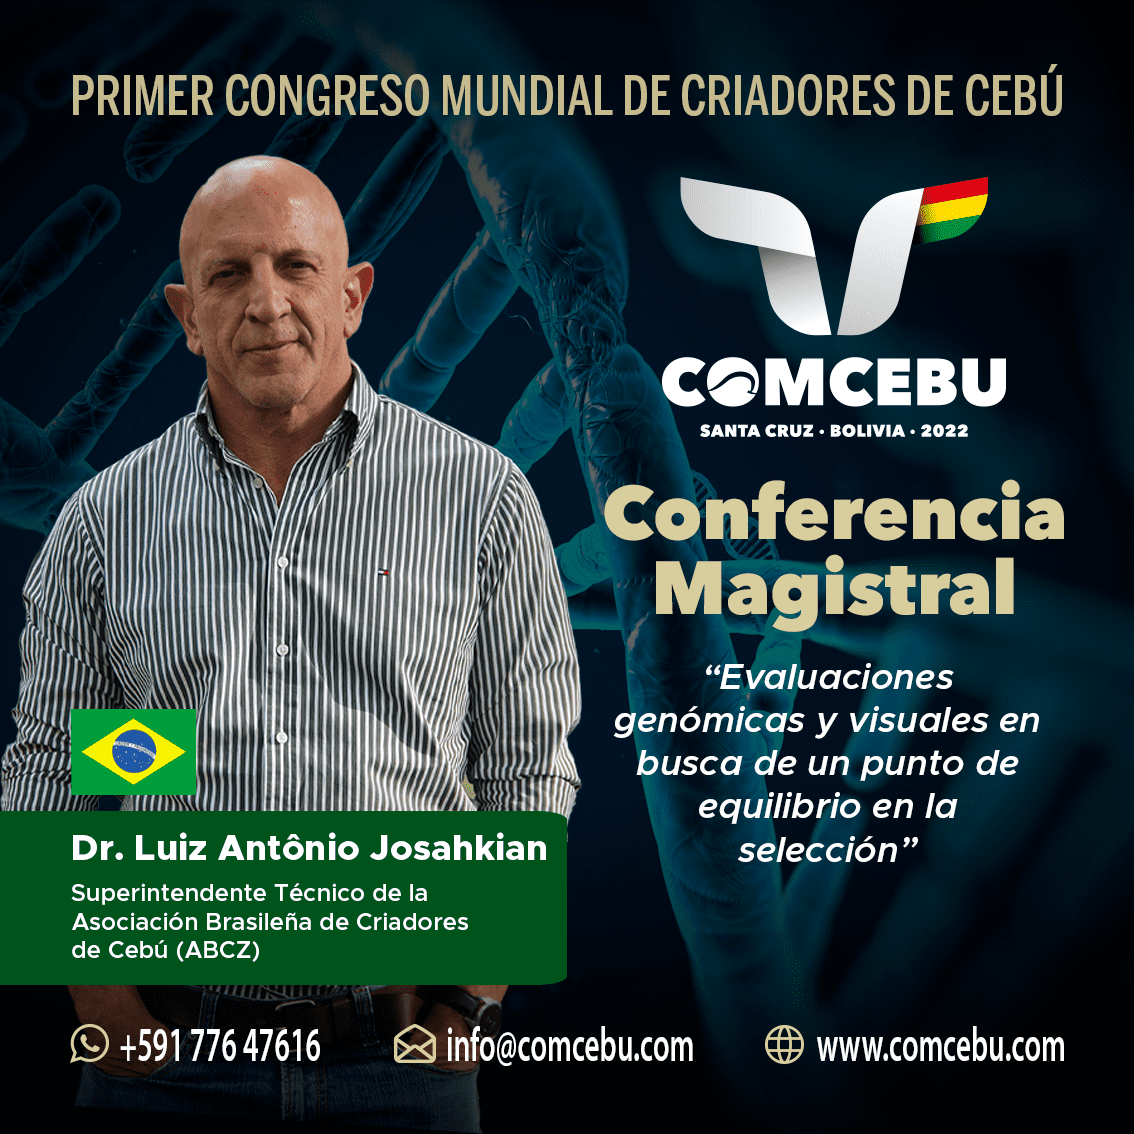 PRIMER CONGRESO MUNDIAL DE CRIADORES DE CEBÚ
COMCEBU
SANTA CRUZ · BOLIVIA · 2022
Conferencia
Magistral
“Evaluaciones
genómicas y visuales en
busca de un punto de
equilibrio en la
selección”
Dr. Luiz Antônio Josahkian
Superintendente Técnico de la
Asociación Brasileña de Criadores
de Cebú (ABCZ)
+591 776 47616
info@comcebu.com
www.comcebu.com